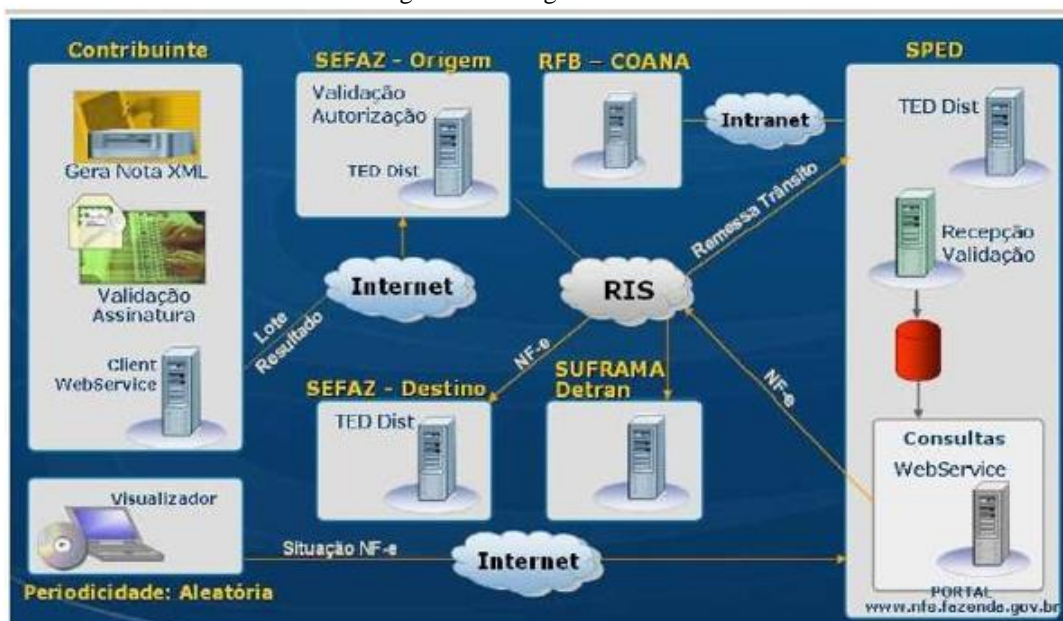 Contribuinte
Gera Nota XML
Validação
Assinatura
Client
WebService
Lote
Resultado
Visualizador
Periodicidade: Aleatória
Situação NF-e
Internet
SEFAZ - Origem
Validação
Autorização
TED Dist
Internet
RFB – COANA
Intranet
RIS
Remessa Trânsito
NF-e
SEFAZ - Destino
TED Dist
SUFRAMA
Detran
NF-e
SPED
TED Dist
Recepção
Validação
Consultas
WebService
PORTAL
www.nfe.fazenda.gov.br